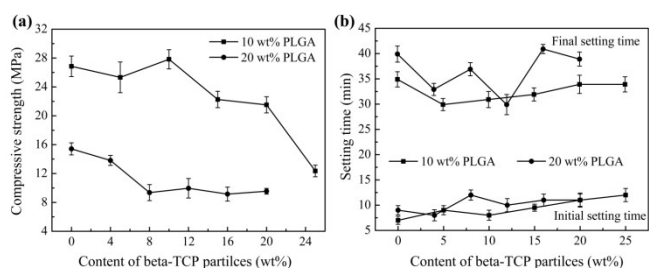 (a)
10 wt% PLGA
20 wt% PLGA
Compressive strength (MPa)
28
24
20
16
12
8
4
0
4
8
12
16
20
24
Content of beta-TCP partilces (wt%)
(b)
Final setting time
10 wt% PLGA
20 wt% PLGA
Initial setting time
Setting time (min)
45
40
35
30
25
20
15
10
5
0
5
10
15
20
25
Content of beta-TCP partilces (wt%)